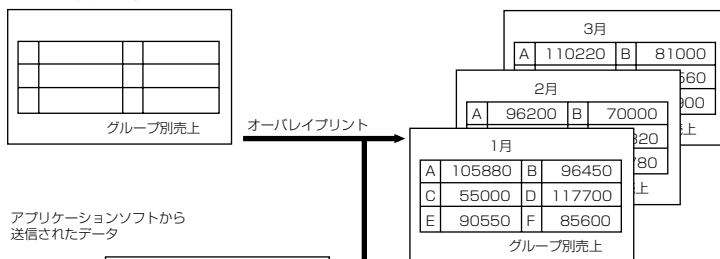 グループ別売上
オーバレイプリント
アプリケーションソフトから
送信されたデータ
3月
A 110220 B 81000
560
900
上
2月
A 96200 B 70000
320
780
上
1月
A 105880 B 96450
C 55000 D 117700
E 90550 F 85600
グループ別売上